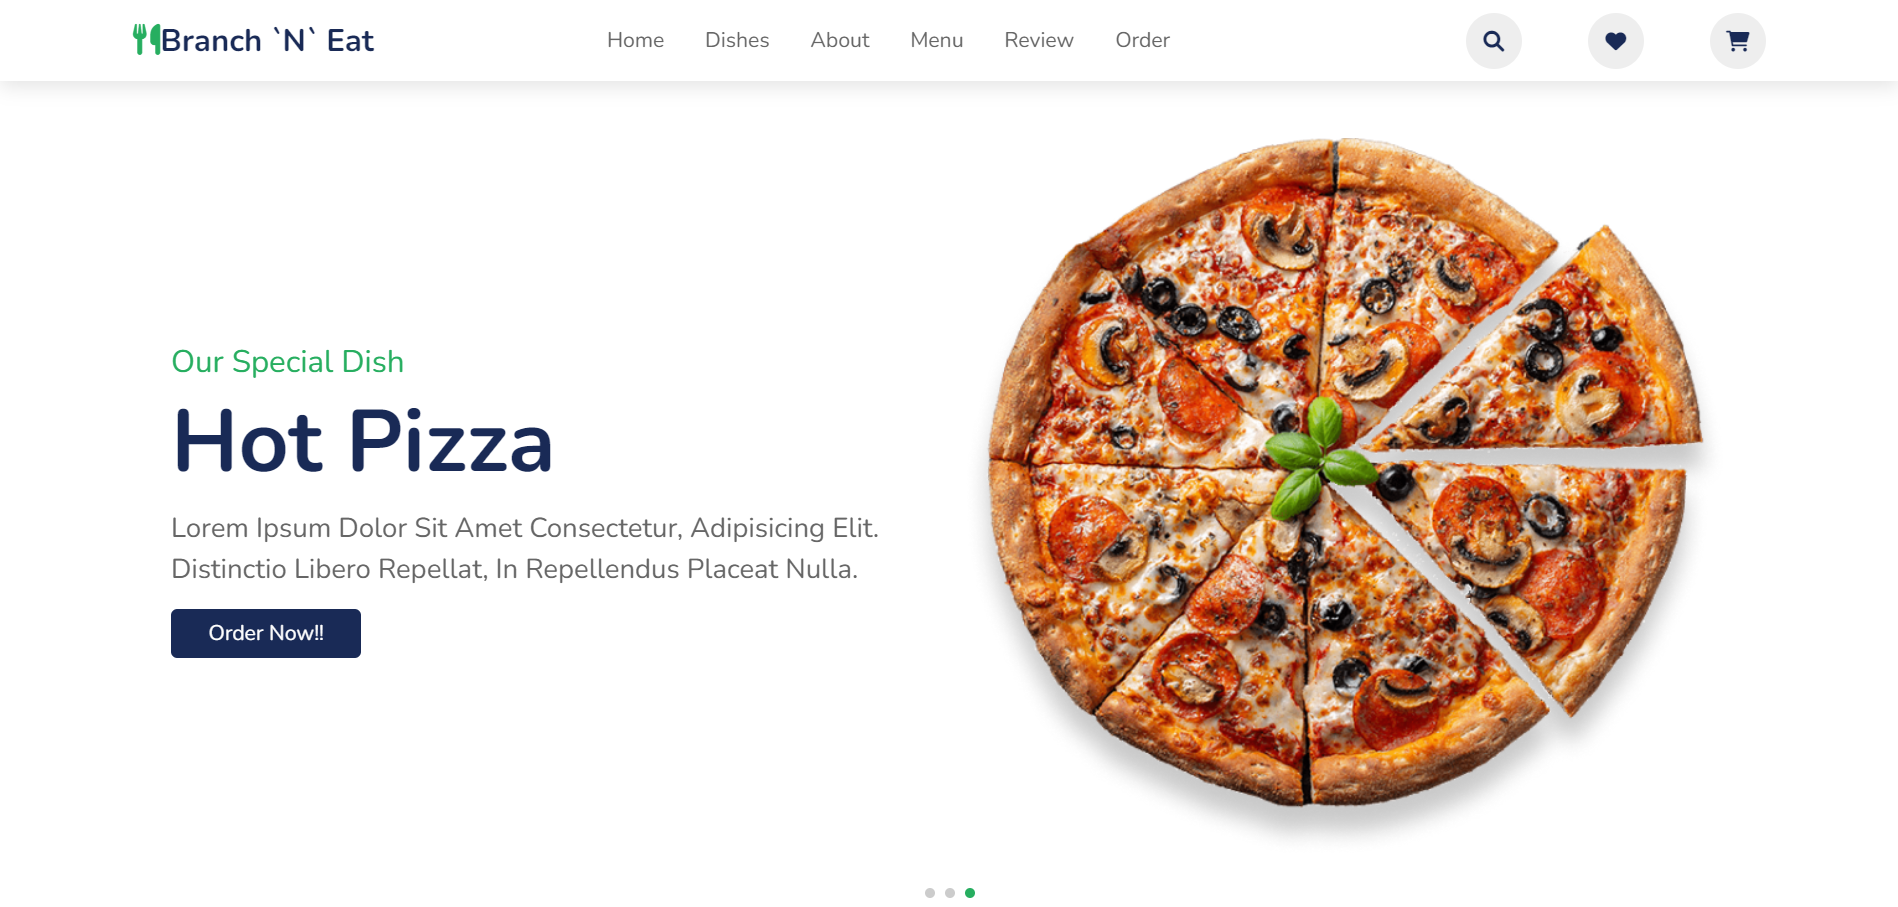 Branch `N` Eat
Home Dishes About Menu Review Order
Our Special Dish
Hot Pizza
Lorem Ipsum Dolor Sit Amet Consectetur, Adipisicing Elit.
Distinctio Libero Repellat, In Repellendus Placeat Nulla.
Order Now!!